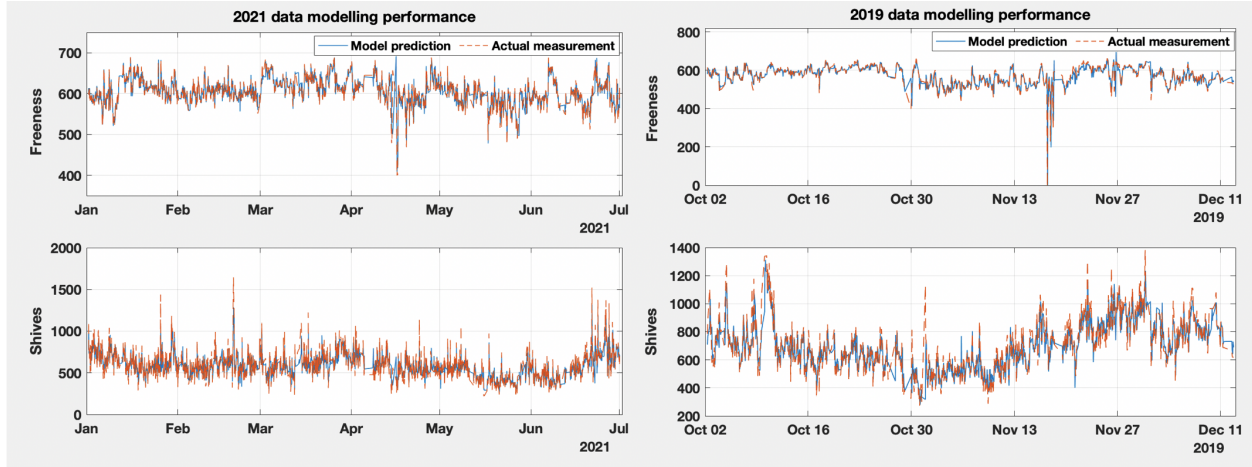 2021 data modelling performance
Model prediction Actual measurement
700
600
500
400
Freeness
Jan Feb Mar Apr May Jun Jul
2021
2000
1500
1000
500
0
Shives
Jan Feb Mar Apr May Jun Jul
2021
2019 data modelling performance
Model prediction Actual measurement
800
600
400
200
0
Freeness
Oct 02 Oct 16 Oct 30 Nov 13 Nov 27 Dec 11
2019
1400
1200
1000
800
600
400
200
Shives
Oct 02 Oct 16 Oct 30 Nov 13 Nov 27 Dec 11
2019